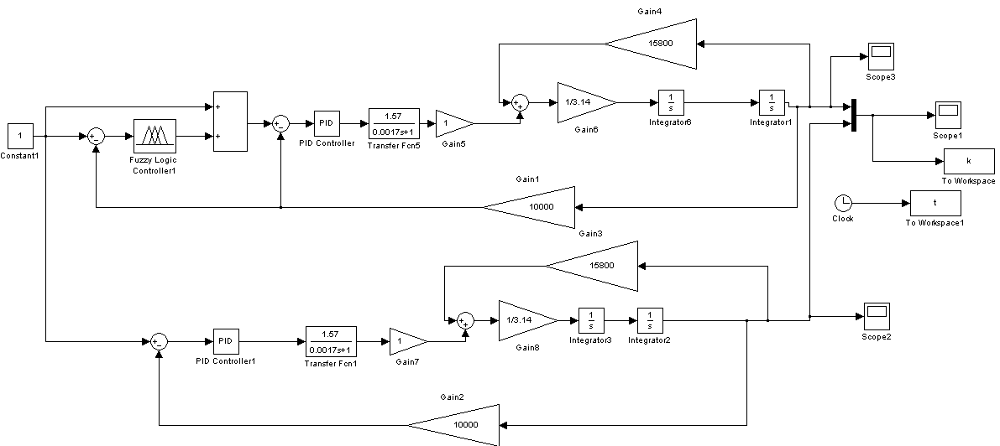 Gain4
15800
Scope3
1/3.14
Gain6
1
s
Integrator6
1
s
Integrator1
Scope1
1
Constant1
+
-
Fuzzy Logic
Controller1
+
+
+
-
PID
PID Controller
1.57
0.0017s+1
Transfer Fcn5
1
Gain5
+
+
k
To Workspace
Gain1
10000
Clock
t
To Workspace1
Gain3
15800
+
-
PID
PID Controller1
1.57
0.0017s+1
Transfer Fcn1
1
Gain7
+
+
1/3.14
Gain8
1
s
Integrator3
1
s
Integrator2
Scope2
Gain2
10000